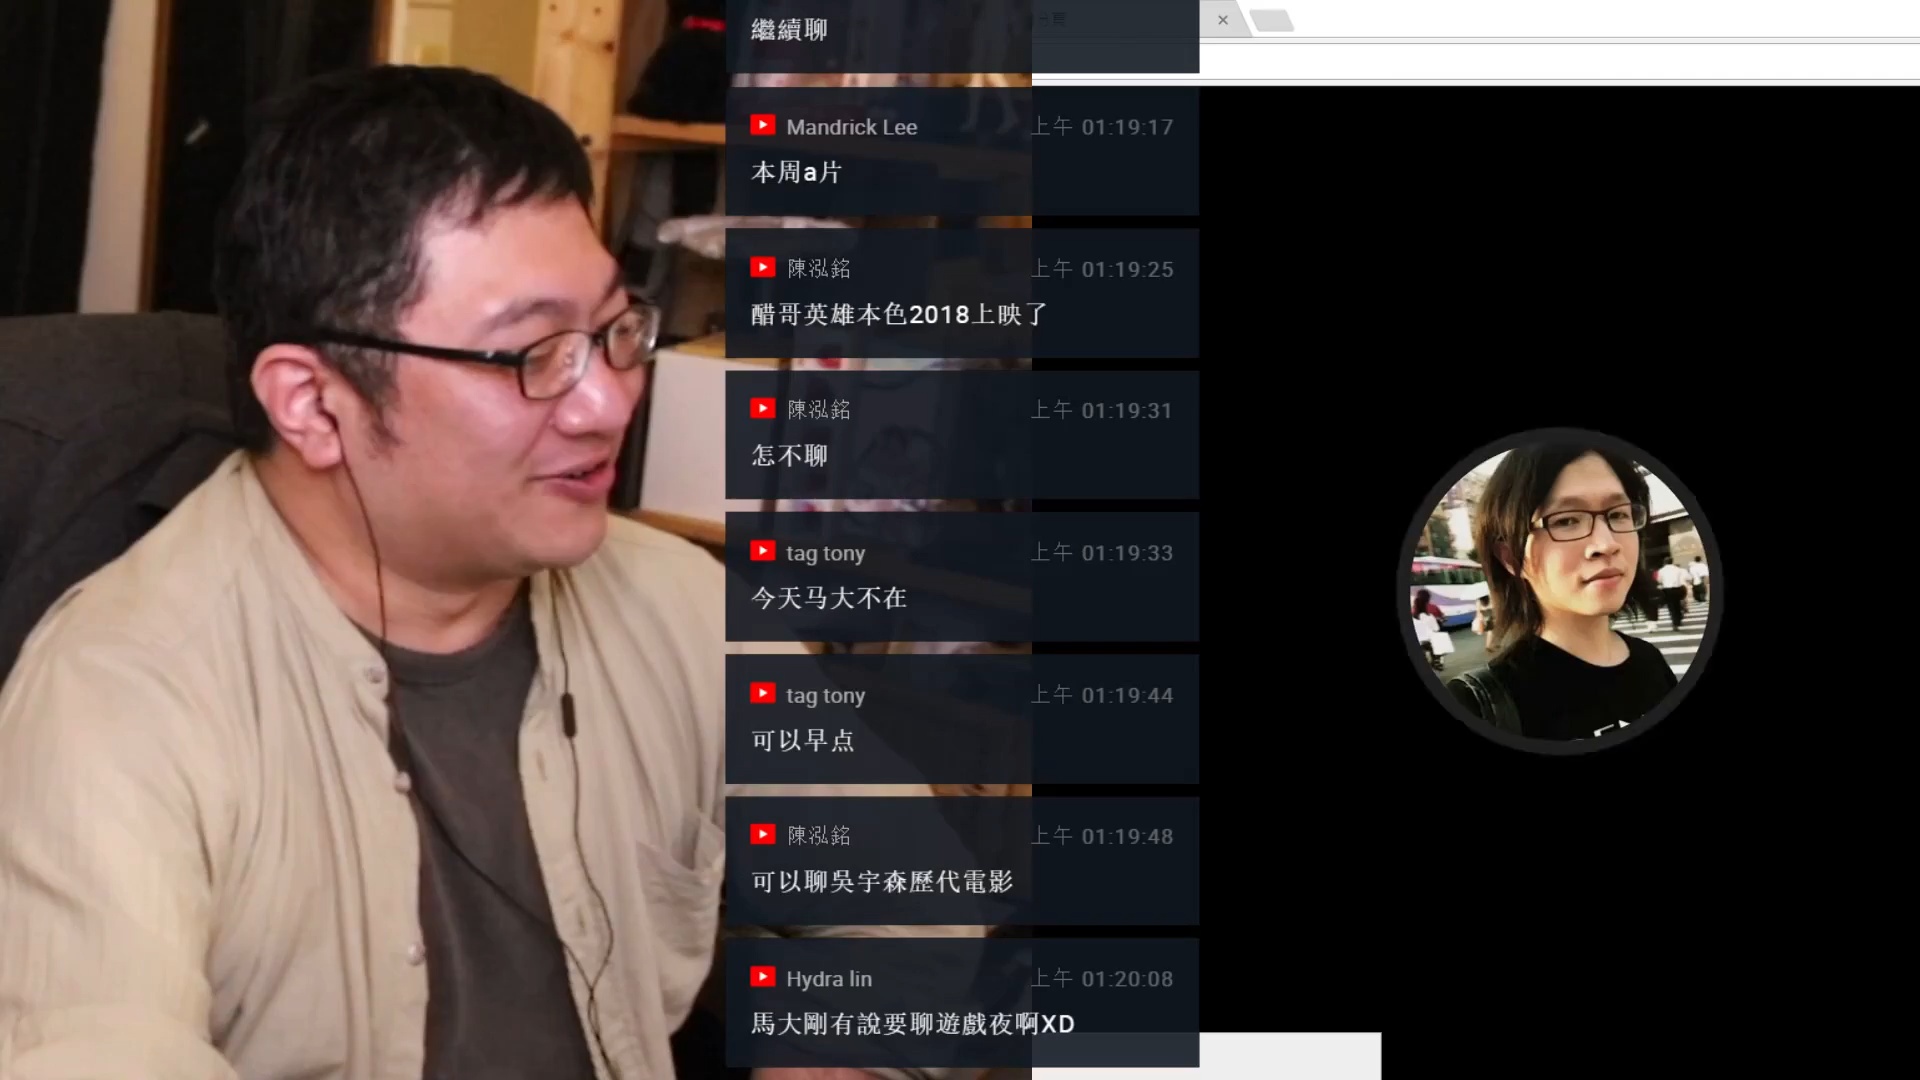 繼續聊
Mandrick Lee 上午 01:19:17
本周a片
陳泓銘 上午 01:19:25
醋哥英雄本色2018上映了
陳泓銘 上午 01:19:31
怎不聊
tag tony 上午 01:19:33
今天马大不在
tag tony 上午 01:19:44
可以早点
陳泓銘 上午 01:19:48
可以聊吳宇森歷代電影
Hydra lin 上午 01:20:08
馬大剛有說要聊遊戲夜啊XD